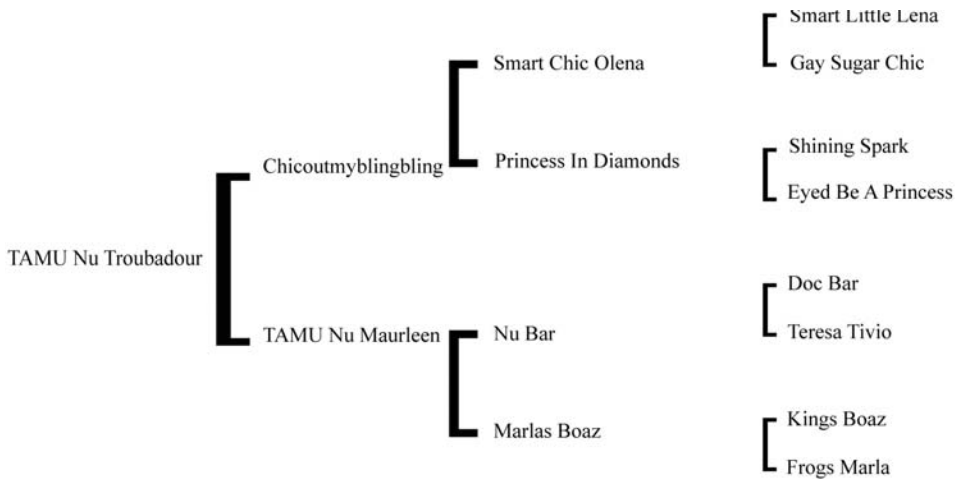 Smart Little Lena
Smart Chic Olena
Gay Sugar Chic
Chicoutmyblingbling
Princess In Diamonds
Shining Spark
Eyed Be A Princess
TAMU Nu Troubadour
Doc Bar
TAMU Nu Maurleen
Nu Bar
Teresa Tivio
Marlas Boaz
Kings Boaz
Frogs Marla